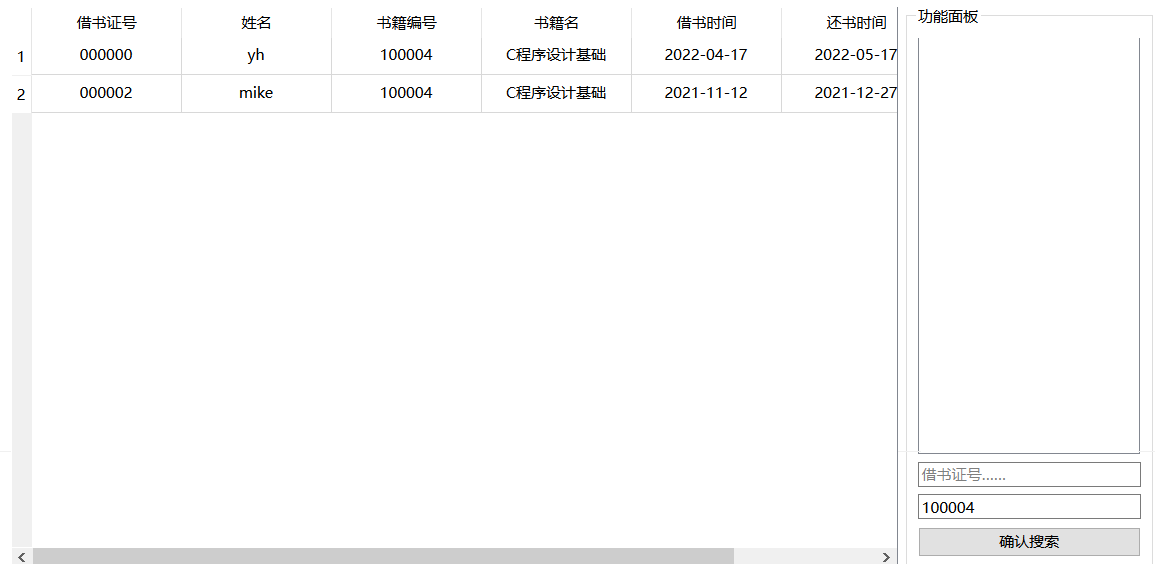 借书证号 姓名 书籍编号 书籍名 借书时间 还书时间
1 000000 yh 100004 C程序设计基础 2022-04-17 2022-05-17
2 000002 mike 100004 C程序设计基础 2021-11-12 2021-12-27
功能面板
借书证号......
100004
确认搜索